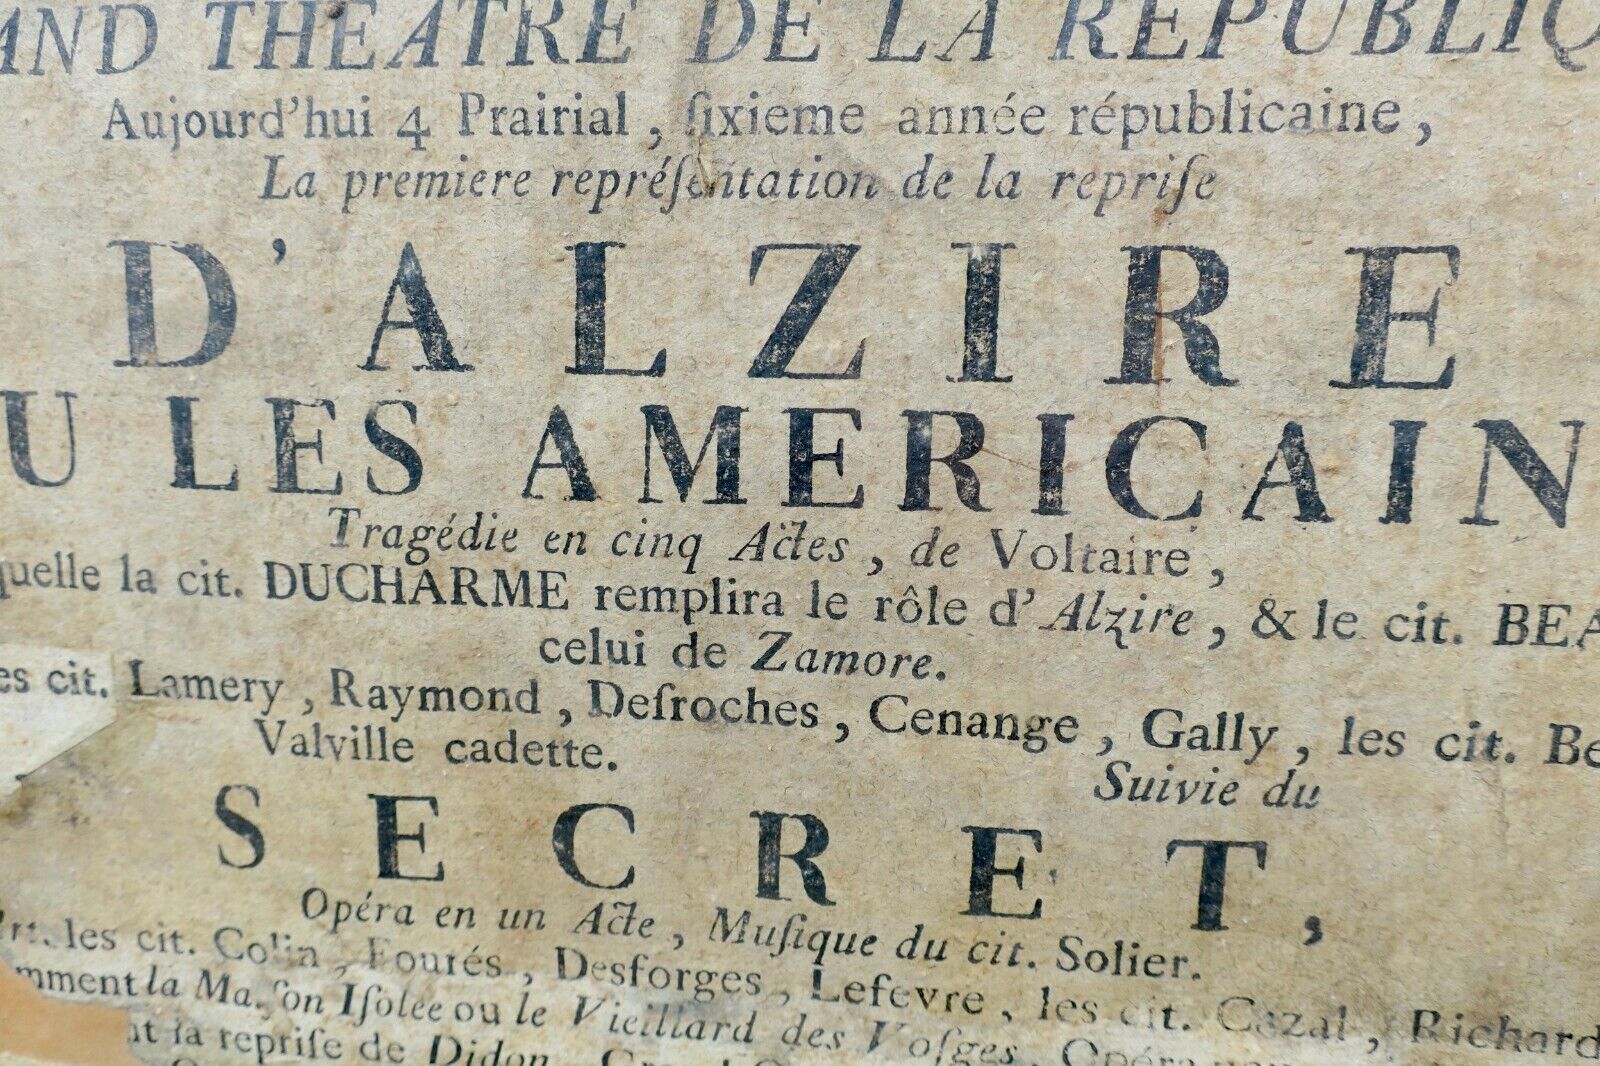 AND THEATRE DE LA REPUBLIQ
Aujourd'hui 4 Prairial, ſixieme année républicaine,
La premiere repréſentation de la repriſe
D'ALZIRE
U LES AMERICAIN
Tragédie en cinq Actes, de Voltaire,
quelle la cit. DUCHARME remplira le rôle d'Alzire, & le cit. BEA
celui de Zamore.
es cit. Lamery, Raymond, Deſroches, Cenange, Gally, les cit. Be
Valville cadette.
Suivie du
SECRET,
Opéra en un Acte, Muſique du cit. Solier.
rt. les cit. Colin, Fourés, Desforges, Lefevre, les cit. Cazal, Richard
mment la Maiſon Iſolee ou le Vieillard des Voſges, Opéra
nt la repriſe de Didon, Grand